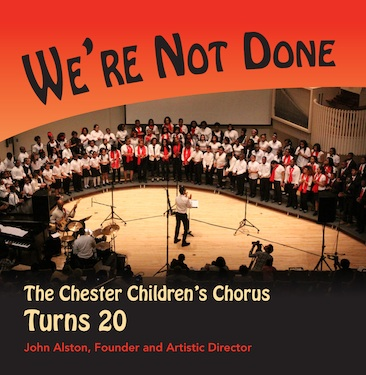 We're Not Done
The Chester Children's Chorus
Turns 20
John Alston, Founder and Artistic Director